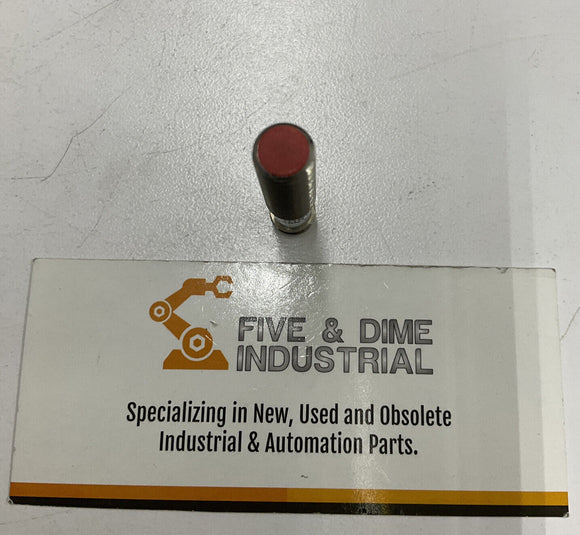 FIVE & DIME
INDUSTRIAL
Specializing in New, Used and Obsolete
Industrial & Automation Parts.